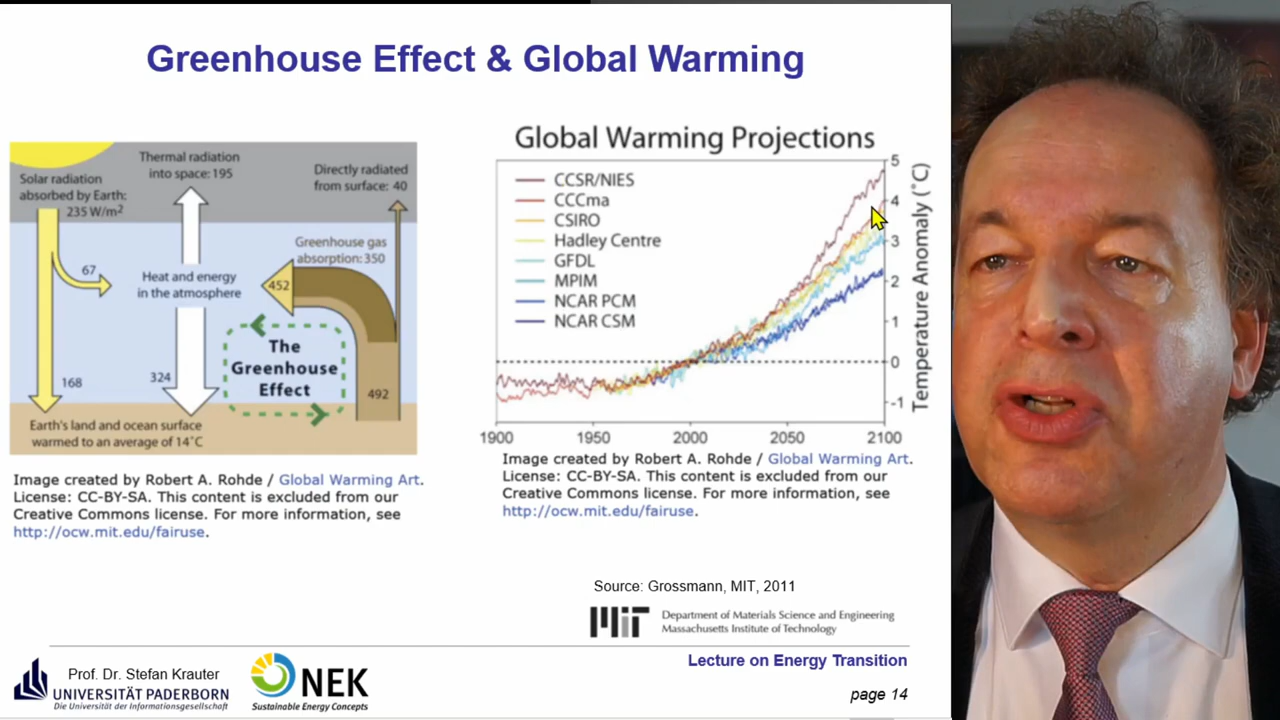 Greenhouse Effect & Global Warming
Thermal radiation
into space: 195
Directly radiated
from surface: 40
Solar radiation
absorbed by Earth:
235 W/m²
Greenhouse gas
absorption: 350
67
Heat and energy
in the atmosphere
452
The
Greenhouse
Effect
168
324
492
Earth's land and ocean surface
warmed to an average of 14˚C
Image created by Robert A. Rohde / Global Warming Art.
License: CC-BY-SA. This content is excluded from our
Creative Commons license. For more information, see
http://ocw.mit.edu/fairuse.
Global Warming Projections
CCSR/NIES
CCCma
CSIRO
Hadley Centre
GFDL
MPIM
NCAR PCM
NCAR CSM
5
4
3
2
1
0
-1
Temperature Anomaly (˚C)
1900
1950
2000
2050
2100
Image created by Robert A. Rohde / Global Warming Art.
License: CC-BY-SA. This content is excluded from our
Creative Commons license. For more information, see
http://ocw.mit.edu/fairuse.
Source: Grossmann, MIT, 2011
MIT
Department of Materials Science and Engineering
Massachusetts Institute of Technology
Prof. Dr. Stefan Krauter
UNIVERSITÄT PADERBORN
Die Universität der Informationsgesellschaft
NEK
Sustainable Energy Concepts
Lecture on Energy Transition
page 14